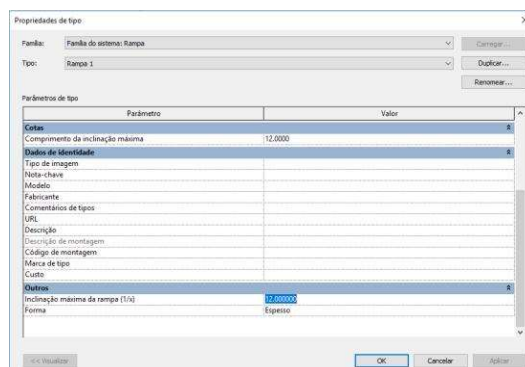 Propriedades de tipo
Família: Família do sistema: Rampa Carregar...
Tipo: Rampa 1 Duplicar...
Renomear...
Parâmetros de tipo
Parâmetro Valor
Cotas
Comprimento da inclinação máxima 12.0000
Dados de identidade
Tipo de imagem
Nota-chave
Modelo
Fabricante
Comentários de tipos
URL
Descrição
Descrição de montagem
Código de montagem
Marca de tipo
Custo
Outros
Inclinação máxima da rampa (1/x) 12.000000
Forma Espesso
<< Visualizar OK Cancelar Aplicar